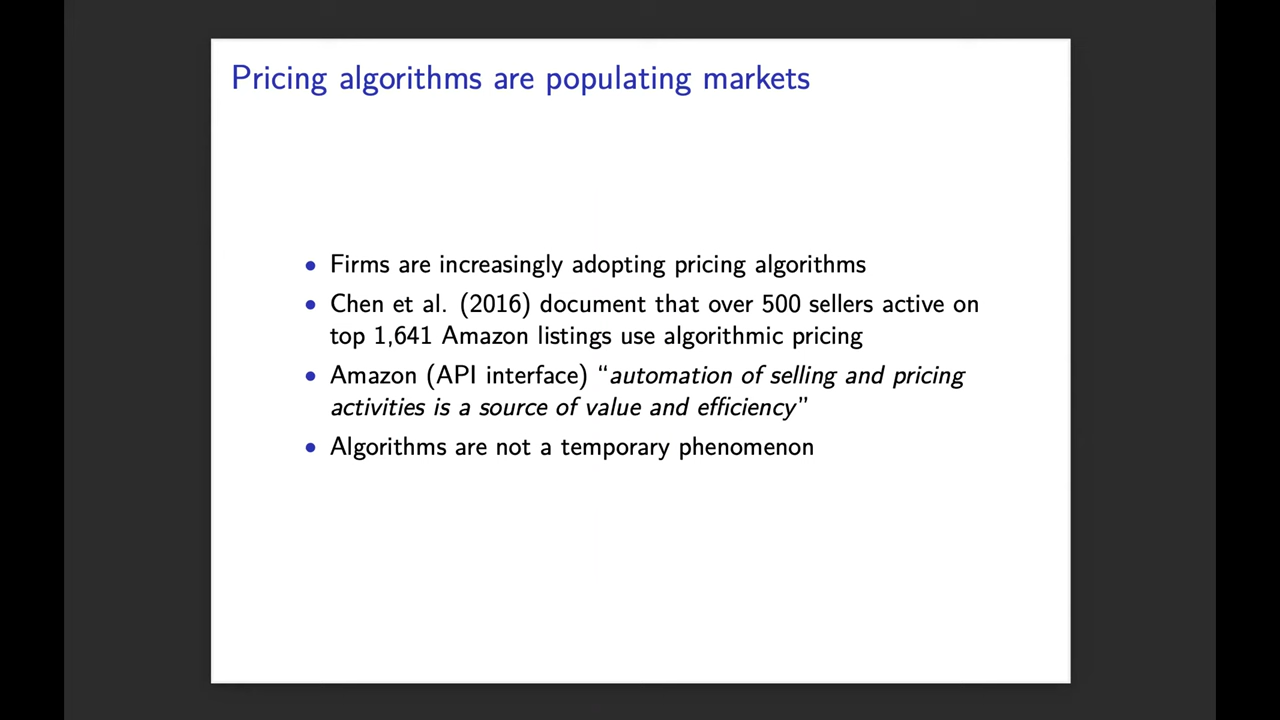 Pricing algorithms are populating markets
• Firms are increasingly adopting pricing algorithms
• Chen et al. (2016) document that over 500 sellers active on
top 1,641 Amazon listings use algorithmic pricing
• Amazon (API interface) “automation of selling and pricing
activities is a source of value and efficiency”
• Algorithms are not a temporary phenomenon